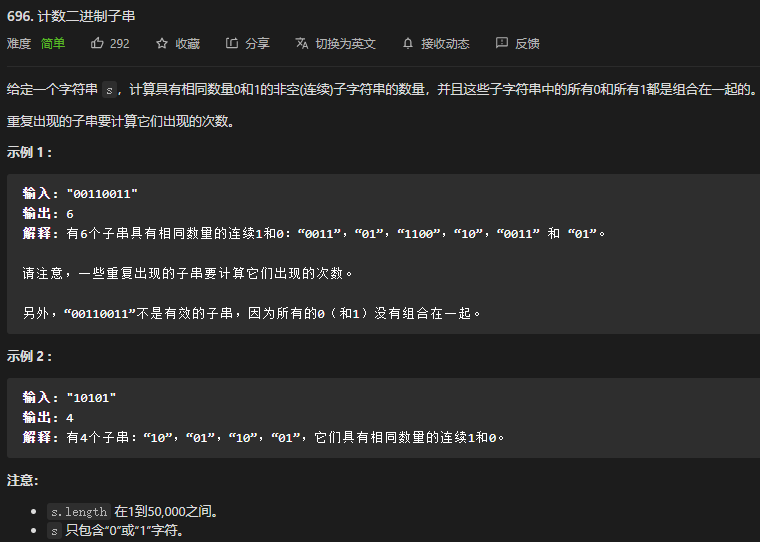 696. 计数二进制子串
难度 简单 292 收藏 分享 切换为英文 接收动态 反馈
给定一个字符串 s，计算具有相同数量0和1的非空(连续)子字符串的数量，并且这些子字符串中的所有0和所有1都是组合在一起的。
重复出现的子串要计算它们出现的次数。
示例 1 :
输入: "00110011"
输出: 6
解释: 有6个子串具有相同数量的连续1和0：“0011”，“01”，“1100”，“10”，“0011” 和 “01”。
请注意，一些重复出现的子串要计算它们出现的次数。
另外，“00110011”不是有效的子串，因为所有的0（和1）没有组合在一起。
示例 2 :
输入: "10101"
输出: 4
解释: 有4个子串：“10”，“01”，“10”，“01”，它们具有相同数量的连续1和0。
注意:
s.length 在1到50,000之间。
s 只包含“0”或“1”字符。